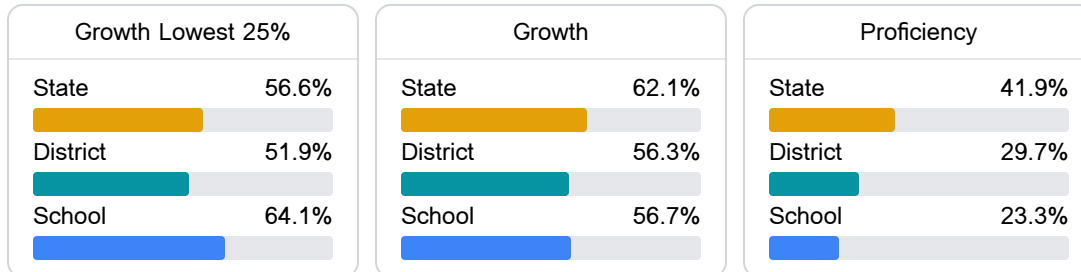 Growth Lowest 25%
State 56.6%
District 51.9%
School 64.1%
Growth
State 62.1%
District 56.3%
School 56.7%
Proficiency
State 41.9%
District 29.7%
School 23.3%